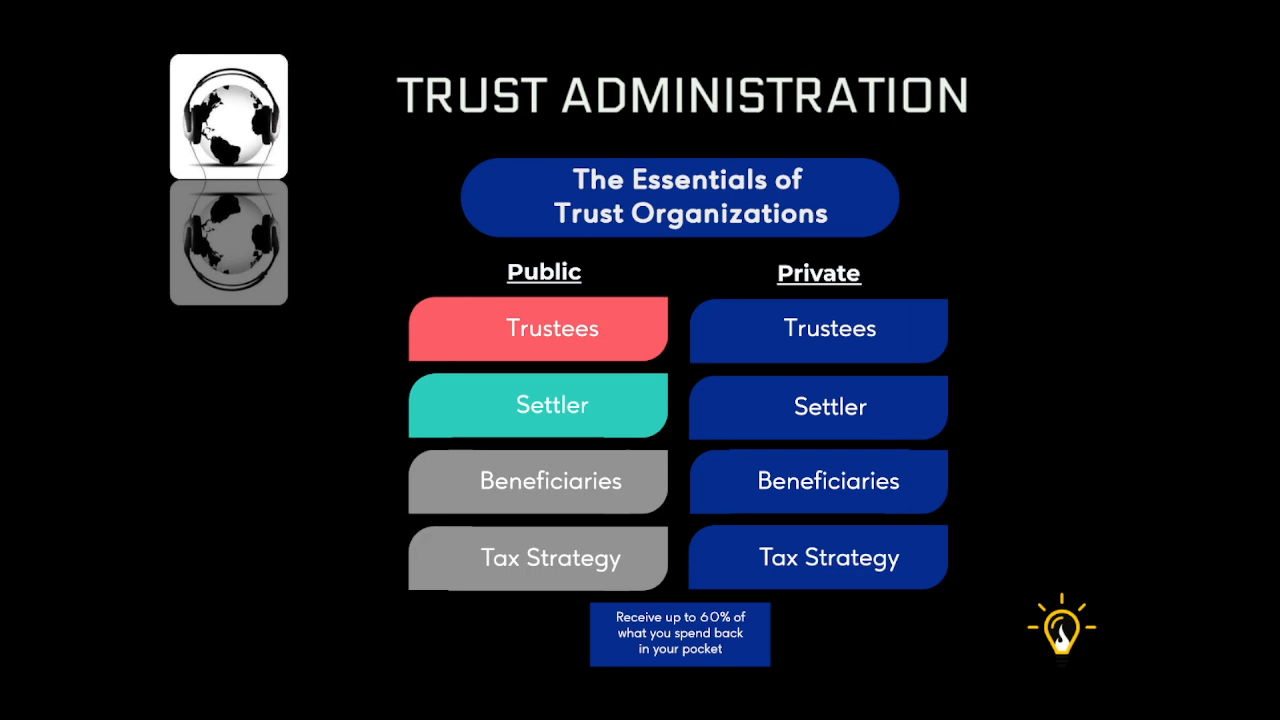 TRUST ADMINISTRATION
The Essentials of
Trust Organizations
Public
Private
Trustees
Trustees
Settler
Settler
Beneficiaries
Beneficiaries
Tax Strategy
Tax Strategy
Receive up to 60% of
what you spend back
in your pocket